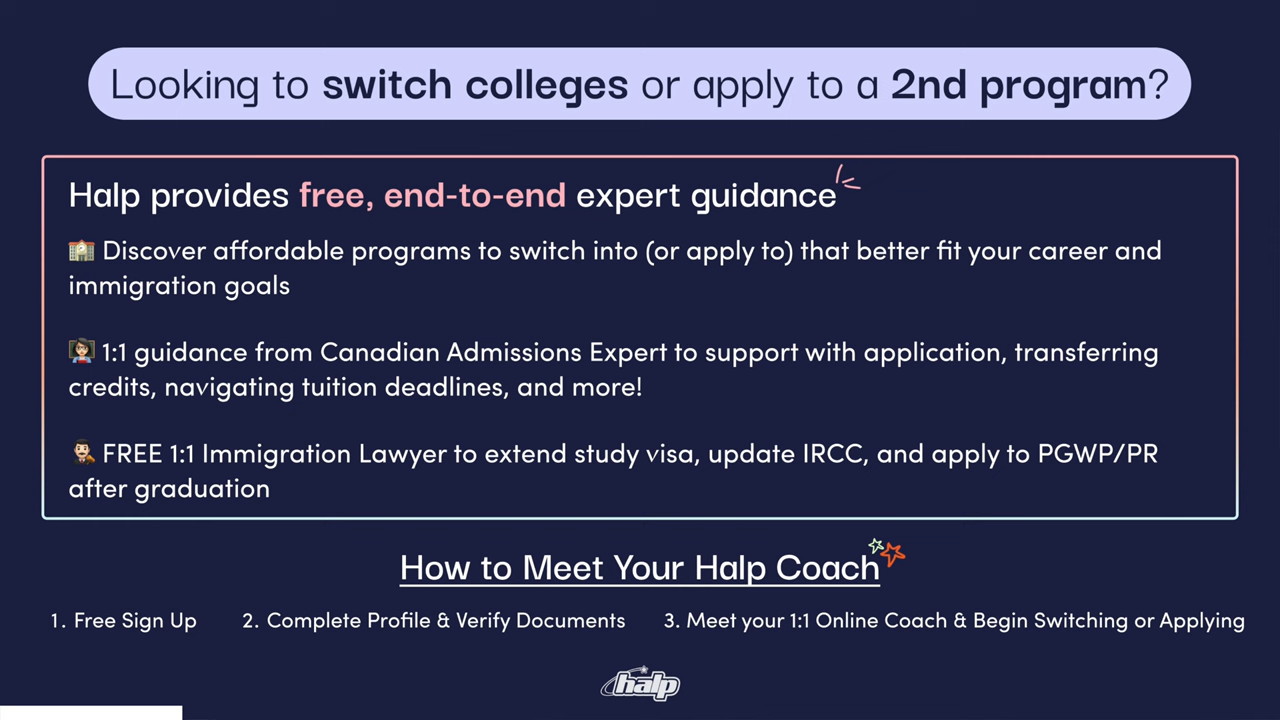 Looking to switch colleges or apply to a 2nd program?
Halp provides free, end-to-end expert guidance
Discover affordable programs to switch into (or apply to) that better fit your career and
immigration goals
1:1 guidance from Canadian Admissions Expert to support with application, transferring
credits, navigating tuition deadlines, and more!
FREE 1:1 Immigration Lawyer to extend study visa, update IRCC, and apply to PGWP/PR
after graduation
How to Meet Your Halp Coach
1. Free Sign Up
2. Complete Profile & Verify Documents
3. Meet your 1:1 Online Coach & Begin Switching or Applying
halp